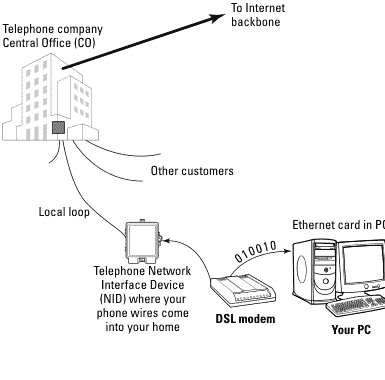 To Internet
backbone
Telephone company
Central Office (CO)
Other customers
Local loop
Ethernet card in PC
010010
Telephone Network
Interface Device
(NID) where your
phone wires come
into your home
DSL modem
Your PC